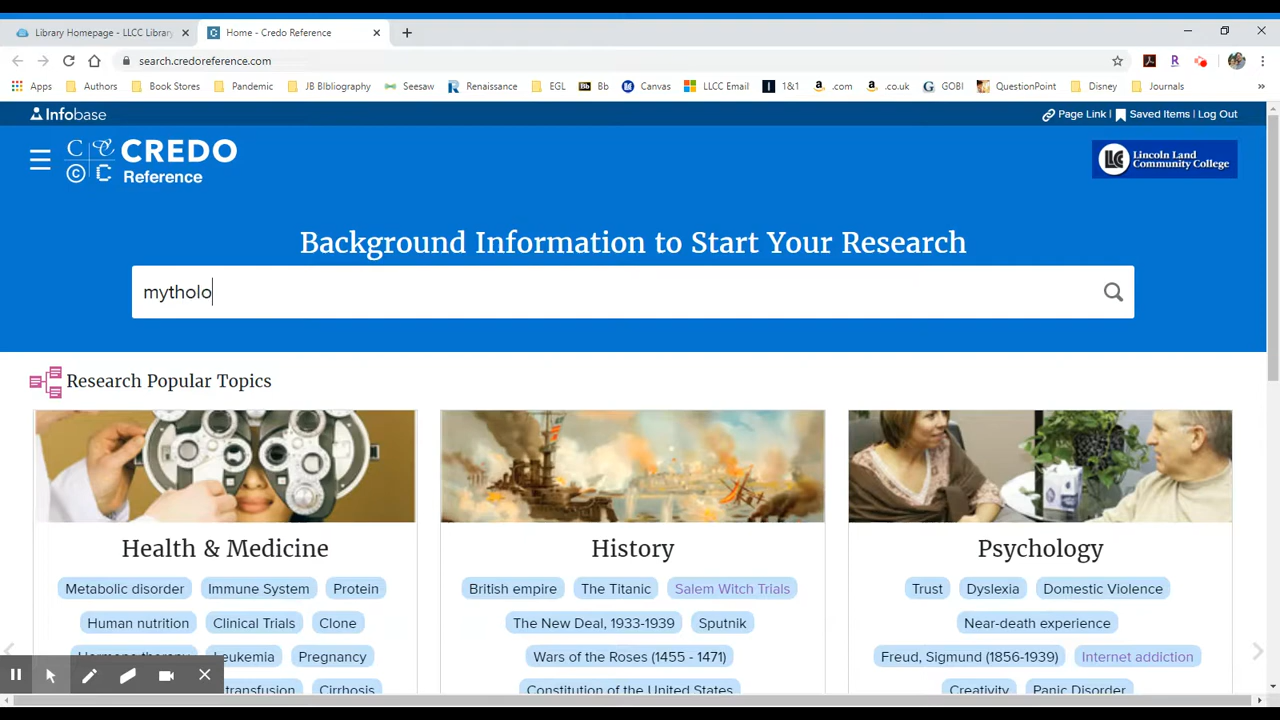 Library Homepage - LLCC Library
Home - Credo Reference
search.credoreference.com
Apps Authors Book Stores Pandemic JB BIbliography Seesaw Renaissance EGL Bb Bb Canvas LLCC Email 1&1 .com .co.uk GOBI QuestionPoint Disney Journals
Infobase
Page Link | Saved Items | Log Out
CREDO
Reference
LLCC Lincoln Land
Community College
Background Information to Start Your Research
mytholo
Research Popular Topics
Health & Medicine
Metabolic disorder Immune System Protein
Human nutrition Clinical Trials Clone
Hormone therapy Leukemia Pregnancy
transfusion Cirrhosis
History
British empire The Titanic Salem Witch Trials
The New Deal, 1933-1939 Sputnik
Wars of the Roses (1455 - 1471)
Constitution of the United States
Psychology
Trust Dyslexia Domestic Violence
Near-death experience
Freud, Sigmund (1856-1939) Internet addiction
Creativity Panic Disorder